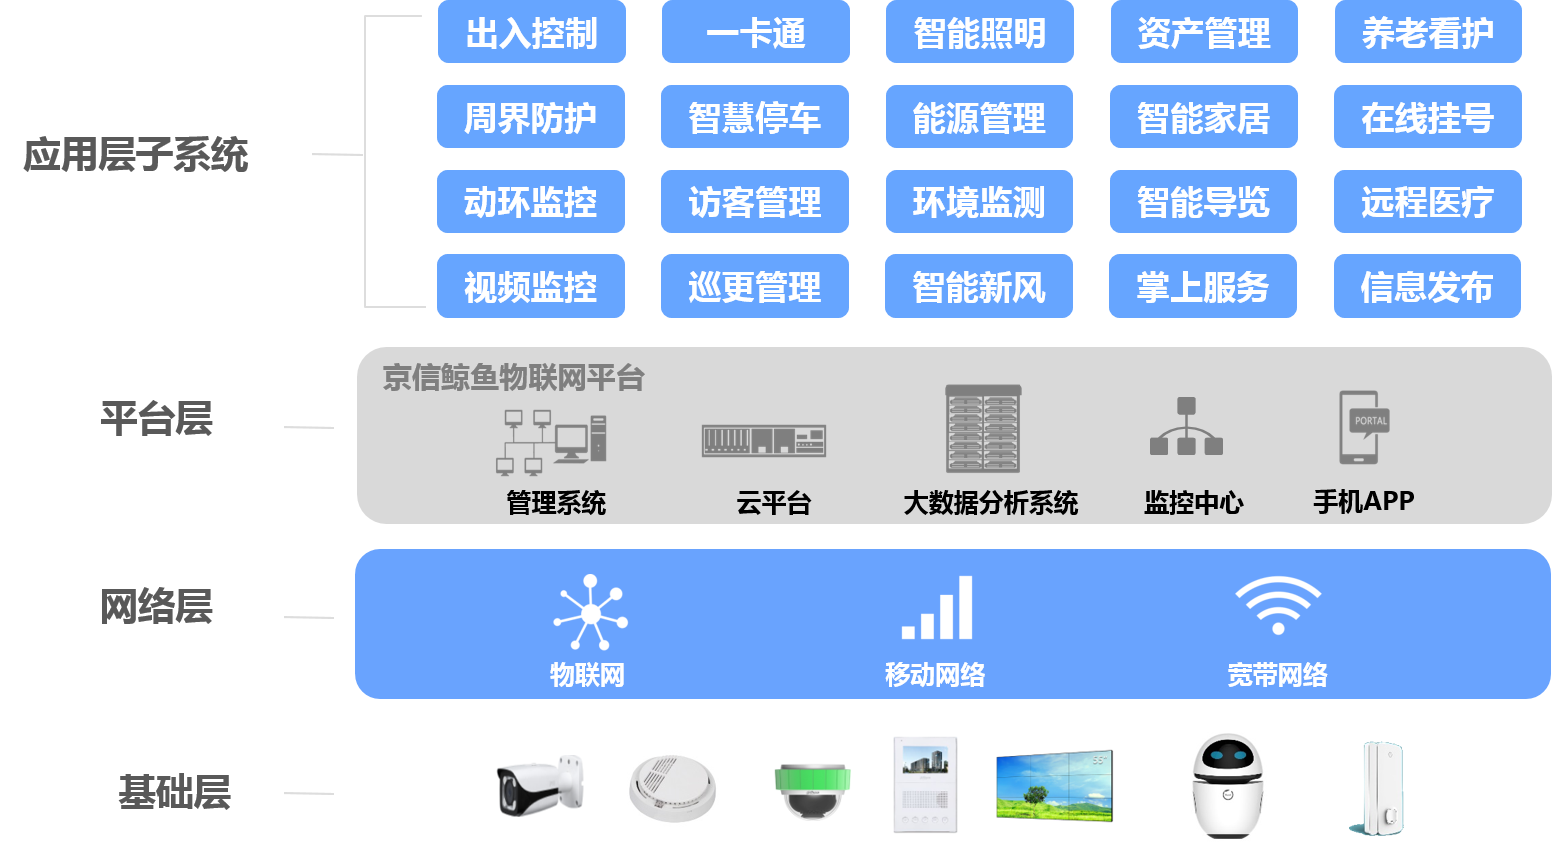 出入控制 一卡通 智能照明 资产管理 养老看护
周界防护 智慧停车 能源管理 智能家居 在线挂号
应用层子系统
动环监控 访客管理 环境监测 智能导览 远程医疗
视频监控 巡更管理 智能新风 掌上服务 信息发布
京信鲸鱼物联网平台
平台层
PORTAL
管理系统 云平台 大数据分析系统 监控中心 手机APP
网络层
物联网 移动网络 宽带网络
基础层
55"